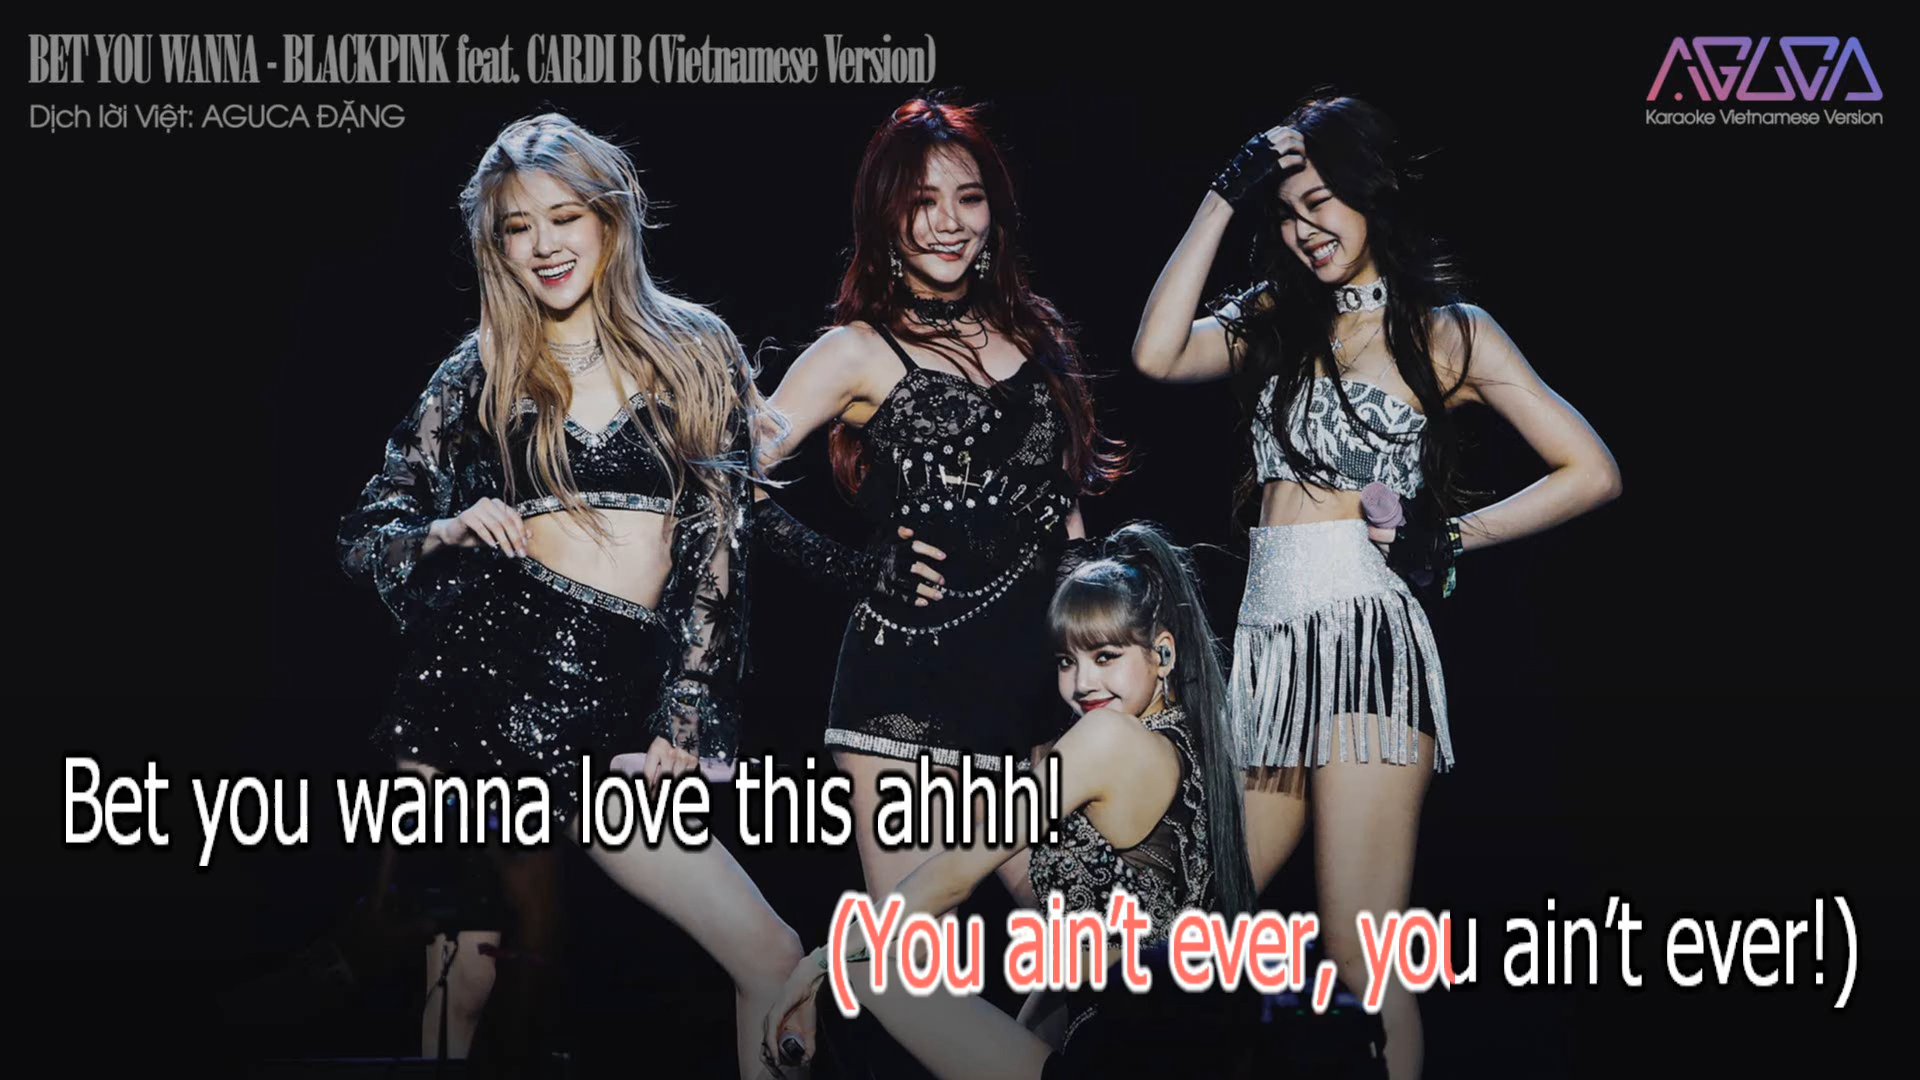 BET YOU WANNA - BLACKPINK feat. CARDI B (Vietnamese Version)
Dịch lời Việt: AGUCA ĐẶNG
AGUCA
Karaoke Vietnamese Version
Bet you wanna love this ahhh!
(You ain’t ever, you ain’t ever!)